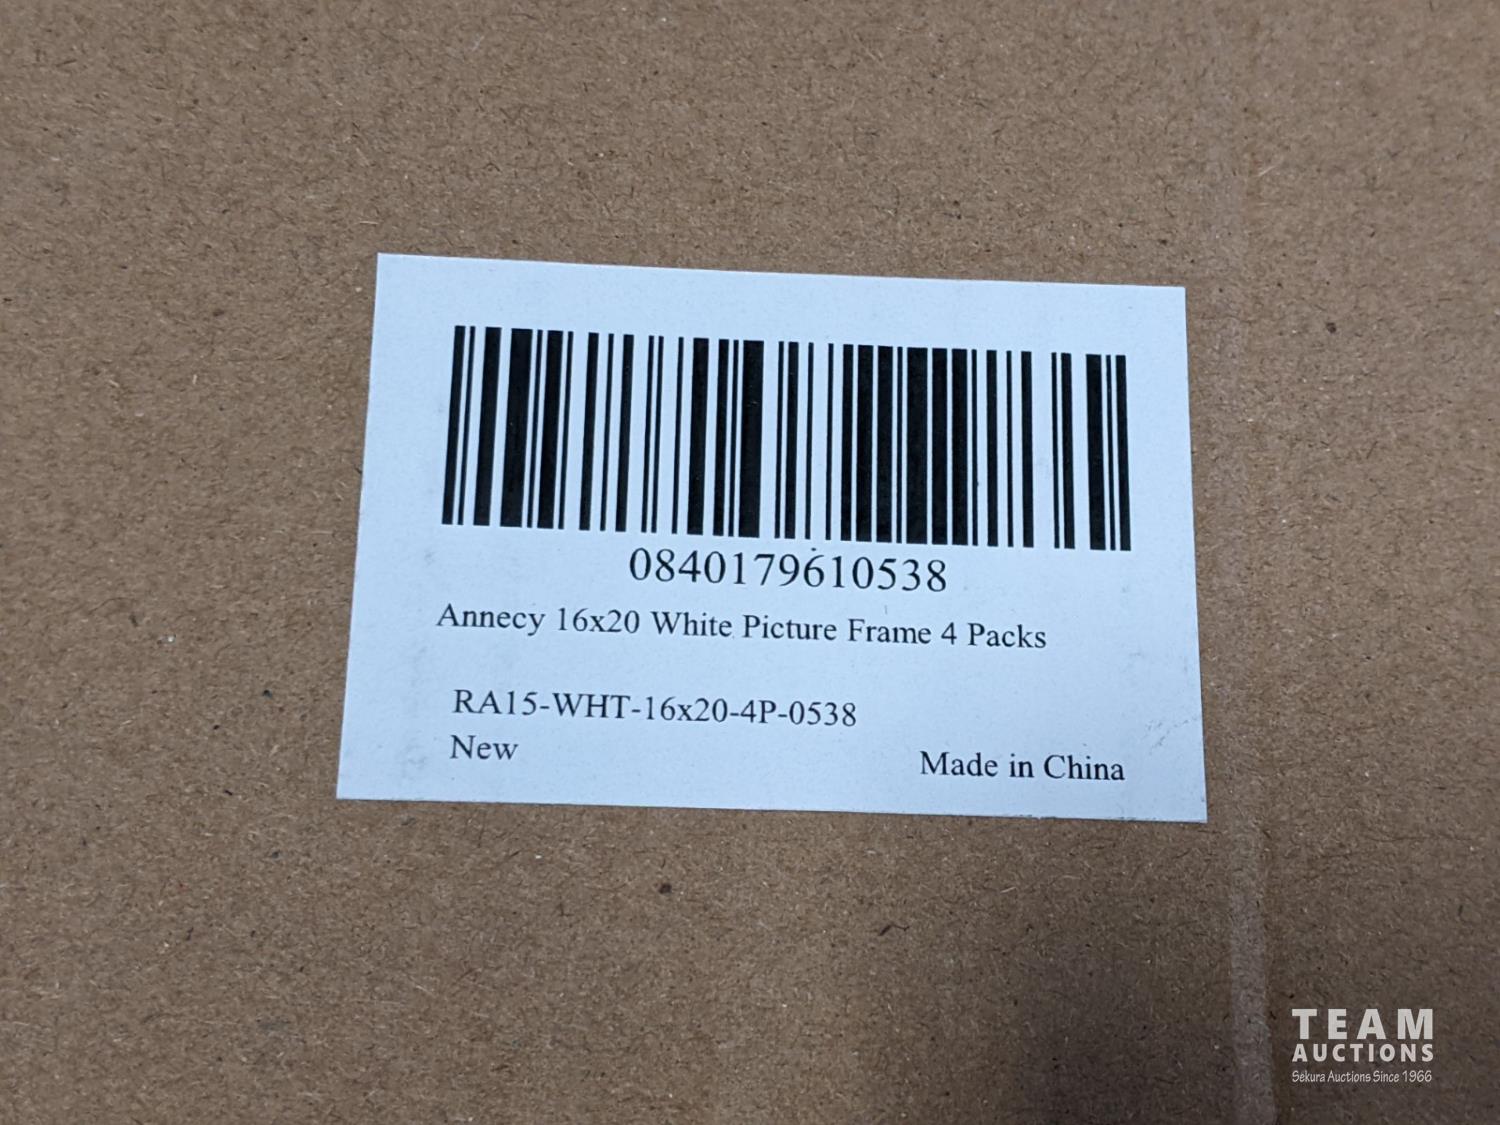 0840179610538
Annecy 16x20 White Picture Frame 4 Packs
RA15-WHT-16x20-4P-0538
New
Made in China
TEAM
AUCTIONS
Sekura Auctions Since 1966